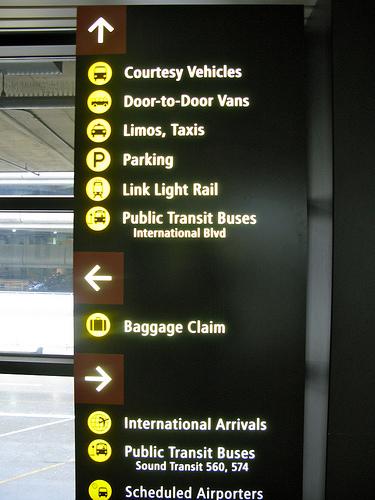 Courtesy Vehicles
Door-to-Door Vans
Limos, Taxis
P Parking
Link Light Rail
Public Transit Buses
International Blvd
Baggage Claim
International Arrivals
Public Transit Buses
Sound Transit 560, 574
Scheduled Airporters